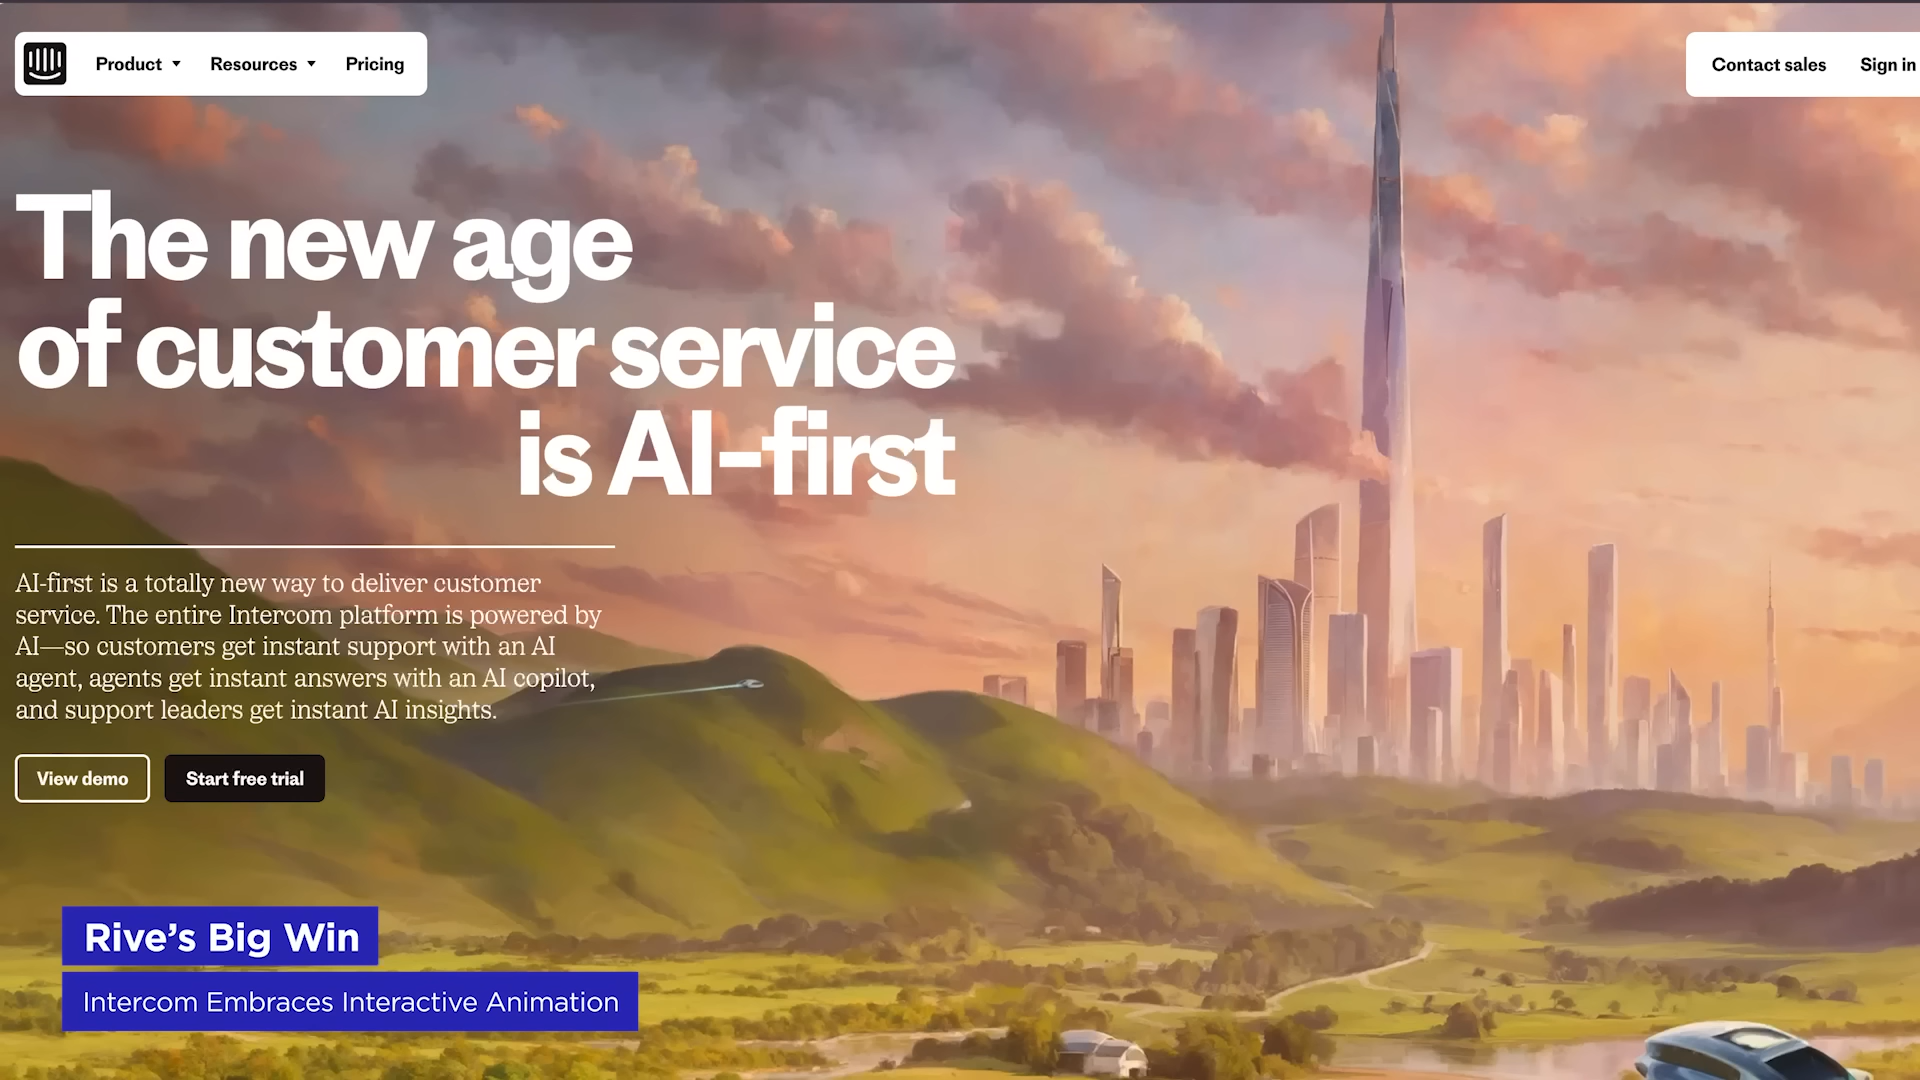 Product
Resources
Pricing
Contact sales
Sign in
The new age
of customer service
is AI-first
AI-first is a totally new way to deliver customer
service. The entire Intercom platform is powered by
AI—so customers get instant support with an AI
agent, agents get instant answers with an AI copilot,
and support leaders get instant AI insights.
View demo
Start free trial
Rive’s Big Win
Intercom Embraces Interactive Animation